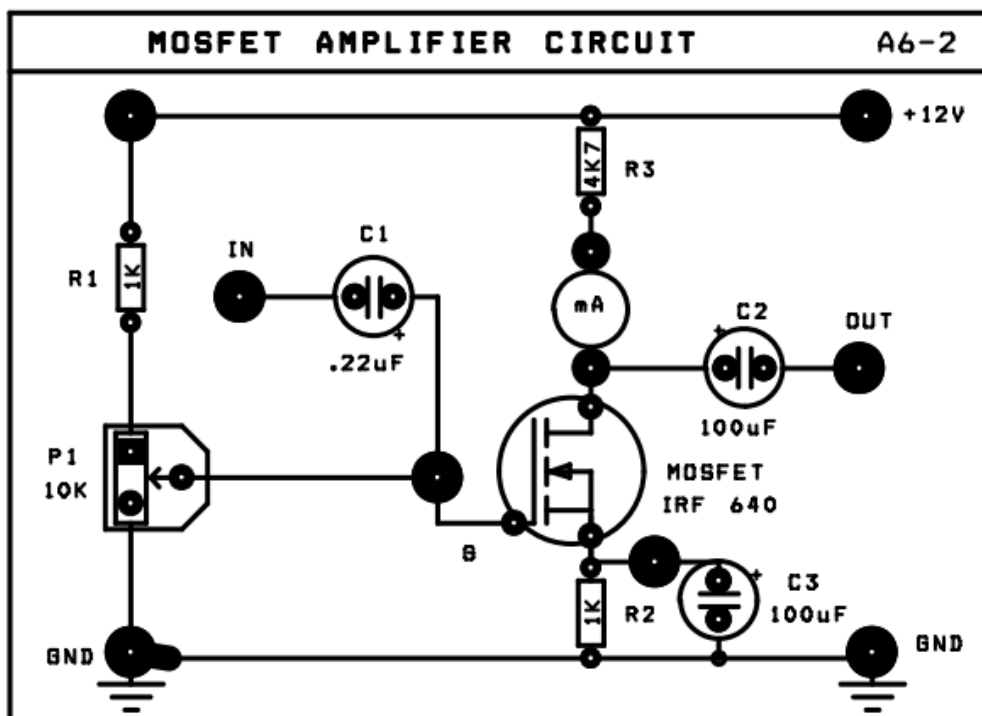 MOSFET AMPLIFIER CIRCUIT A6-2
+12V
4K7 R3
IN C1
R1 1K
mA
C2
OUT
.22uF
+
+
100uF
P1
10K
MOSFET
IRF 640
G
1K R2
+
C3
100uF
GND
GND